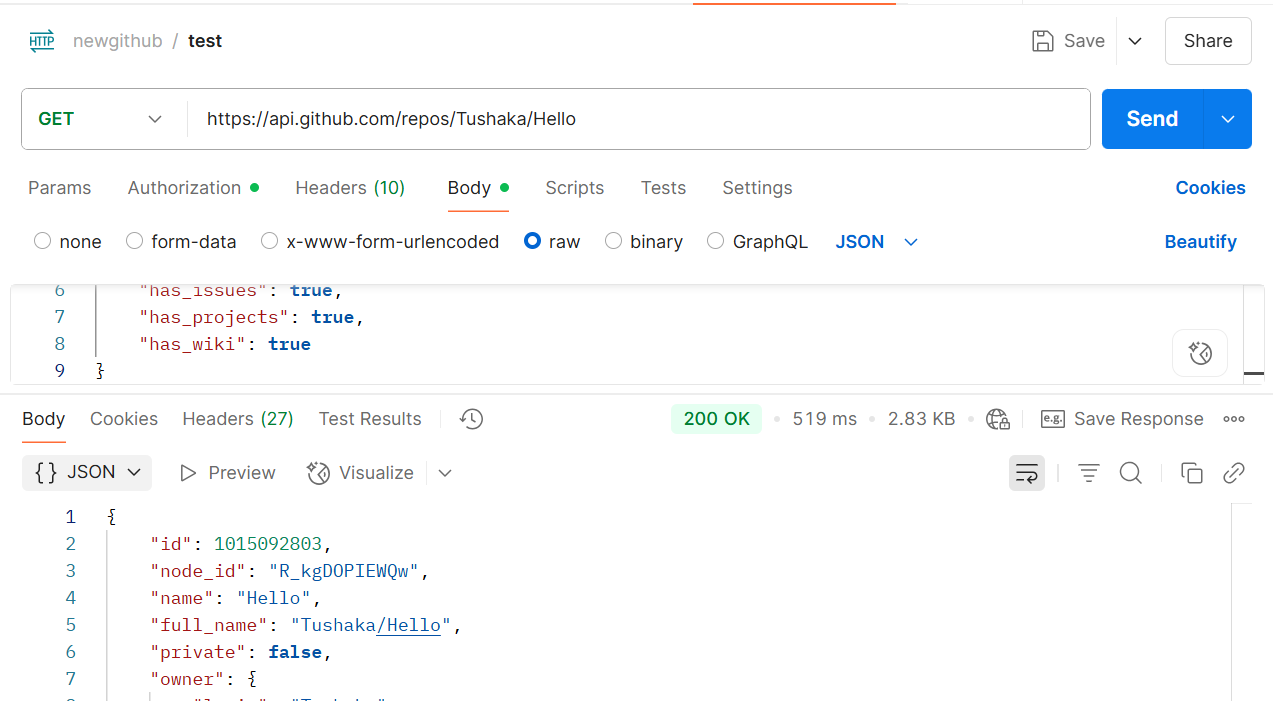 HTTP newgithub / test Save Share
GET https://api.github.com/repos/Tushaka/Hello Send
Params Authorization Headers (10) Body Scripts Tests Settings Cookies
none form-data x-www-form-urlencoded raw binary GraphQL JSON Beautify
6 "has_issues": true,
7 "has_projects": true,
8 "has_wiki": true
9 }
Body Cookies Headers (27) Test Results 200 OK 519 ms 2.83 KB e.g. Save Response
{} JSON Preview Visualize
1 {
2 "id": 1015092803,
3 "node_id": "R_kgDOPIEWQw",
4 "name": "Hello",
5 "full_name": "Tushaka/Hello",
6 "private": false,
7 "owner": {